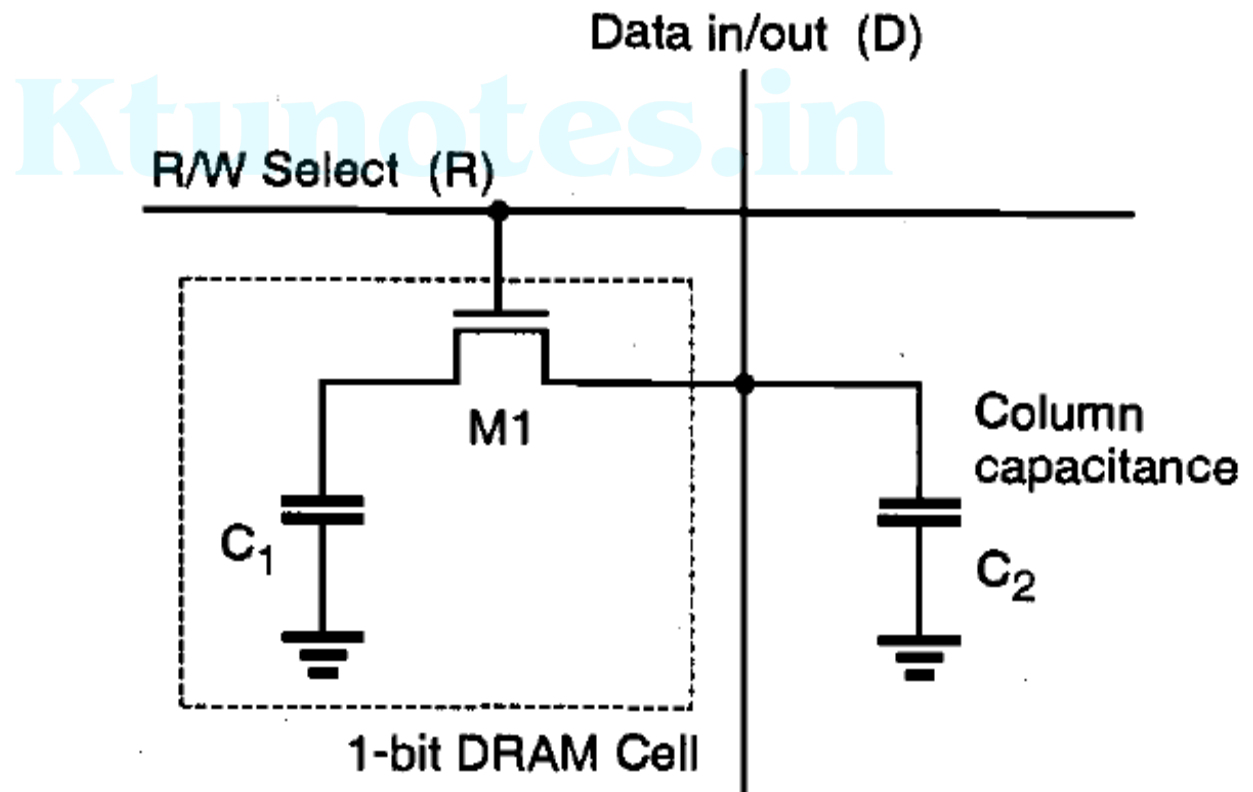 Data in/out (D)
Ktunotes.in
R/W Select (R)
M1
Column
capacitance
C₁
C₂
1-bit DRAM Cell